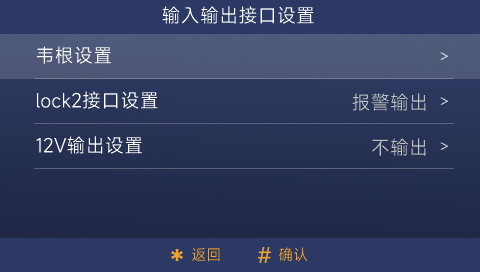 输入输出接口设置
韦根设置 >
lock2接口设置 报警输出 >
12V输出设置 不输出 >
* 返回 # 确认